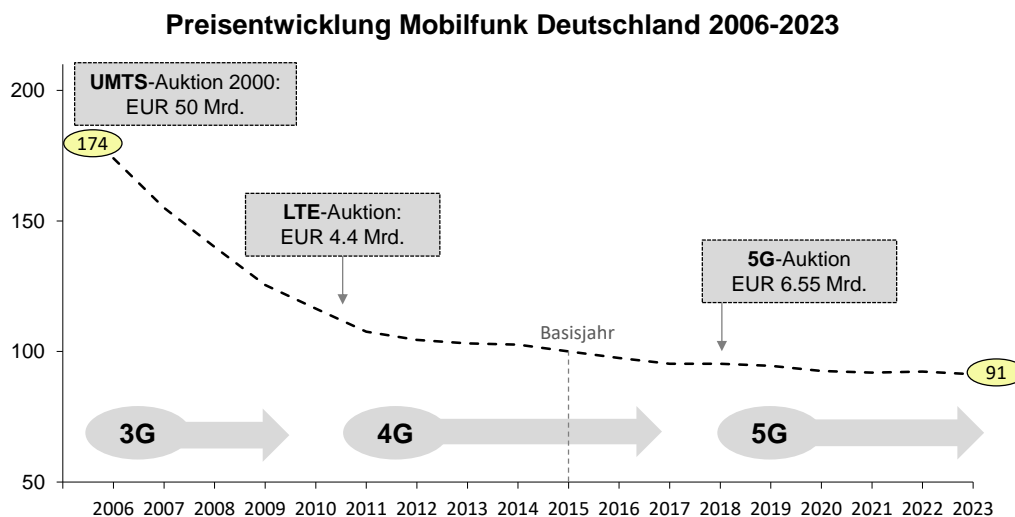 Preisentwicklung Mobilfunk Deutschland 2006-2023
200
UMTS-Auktion 2000:
EUR 50 Mrd.
174
150
LTE-Auktion:
EUR 4.4 Mrd.
5G-Auktion
EUR 6.55 Mrd.
Basisjahr
100
91
3G
4G
5G
50
2006 2007 2008 2009 2010 2011 2012 2013 2014 2015 2016 2017 2018 2019 2020 2021 2022 2023